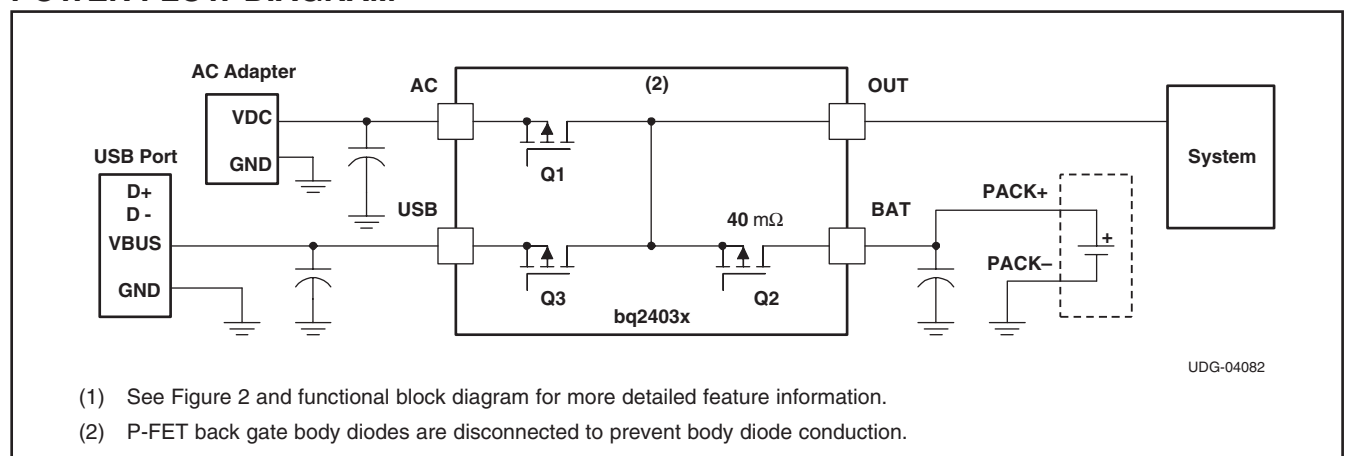 AC Adapter
VDC
GND
USB Port
D+
D -
VBUS
GND
AC
USB
(2)
Q1
Q3
40 mΩ
Q2
bq2403x
OUT
BAT
PACK+
+
PACK–
System
UDG-04082
(1) See Figure 2 and functional block diagram for more detailed feature information.
(2) P-FET back gate body diodes are disconnected to prevent body diode conduction.